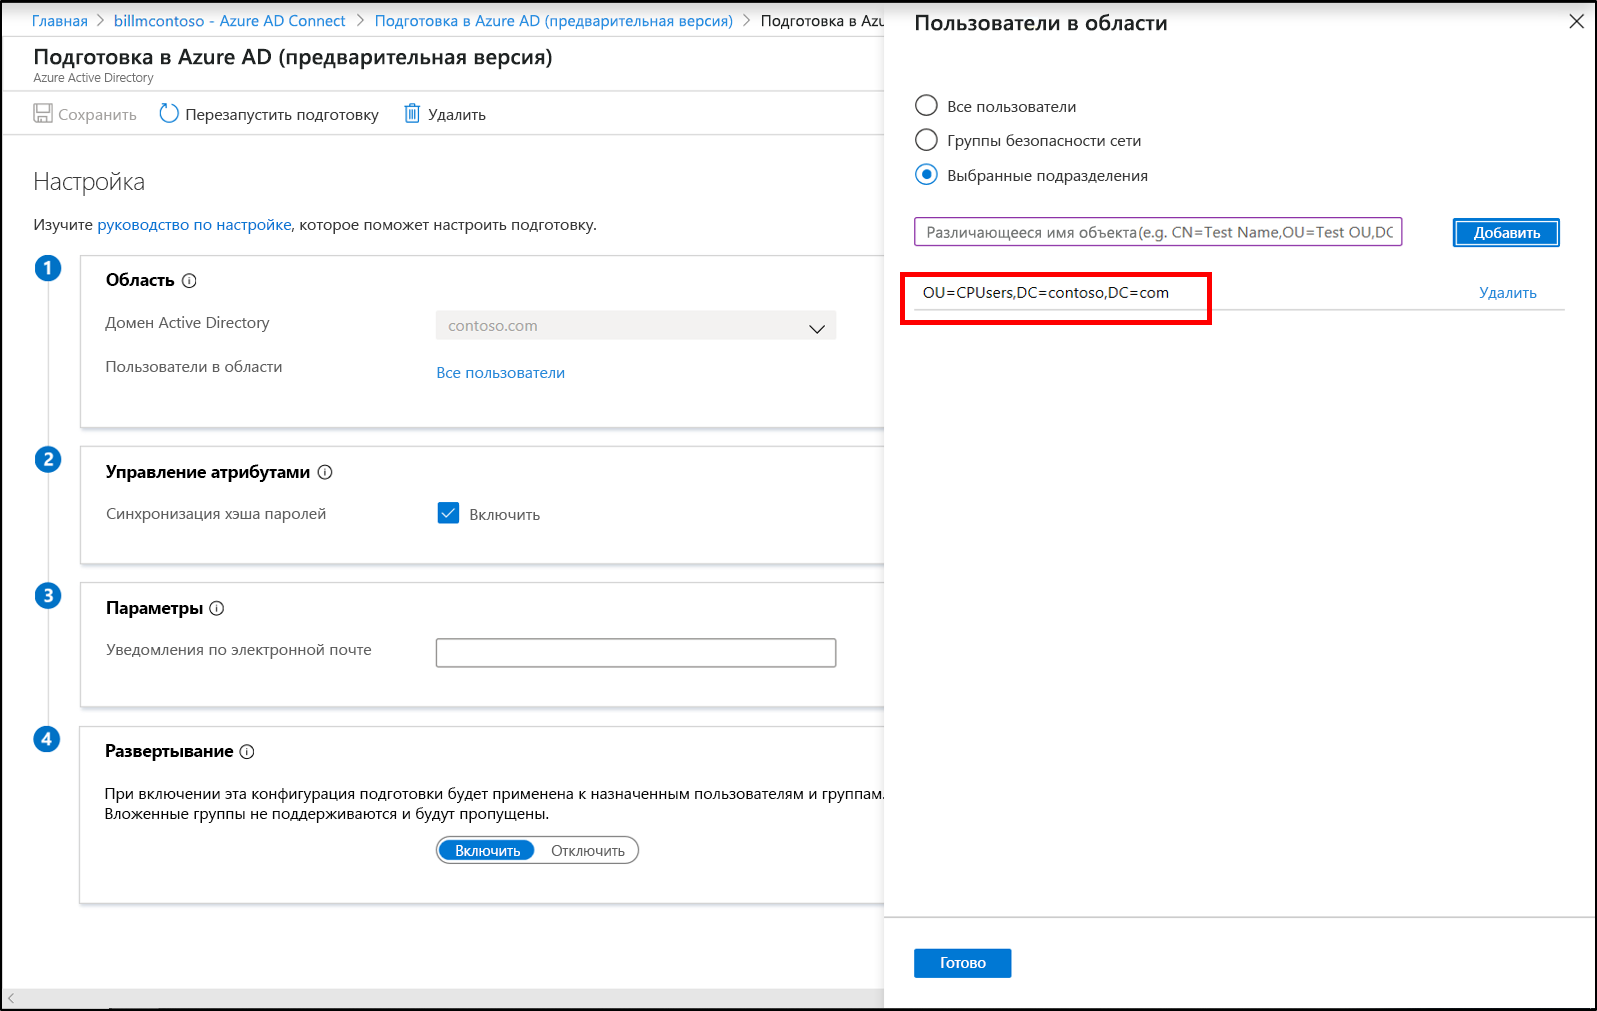 Главная > billmcontoso - Azure AD Connect > Подготовка в Azure AD (предварительная версия) > Подготовка в Azu
Подготовка в Azure AD (предварительная версия)
Azure Active Directory
Сохранить Перезапустить подготовку Удалить
Настройка
Изучите руководство по настройке, которое поможет настроить подготовку.
1
Область
Домен Active Directory
contoso.com
Пользователи в области
Все пользователи
2
Управление атрибутами
Синхронизация хэша паролей
Включить
3
Параметры
Уведомления по электронной почте
4
Развертывание
При включении эта конфигурация подготовки будет применена к назначенным пользователям и группам.
Вложенные группы не поддерживаются и будут пропущены.
Включить Отключить
Пользователи в области
Все пользователи
Группы безопасности сети
Выбранные подразделения
Различающееся имя объекта(e.g. CN=Test Name,OU=Test OU,DC
Добавить
OU=CPUsers,DC=contoso,DC=com
Удалить
Готово